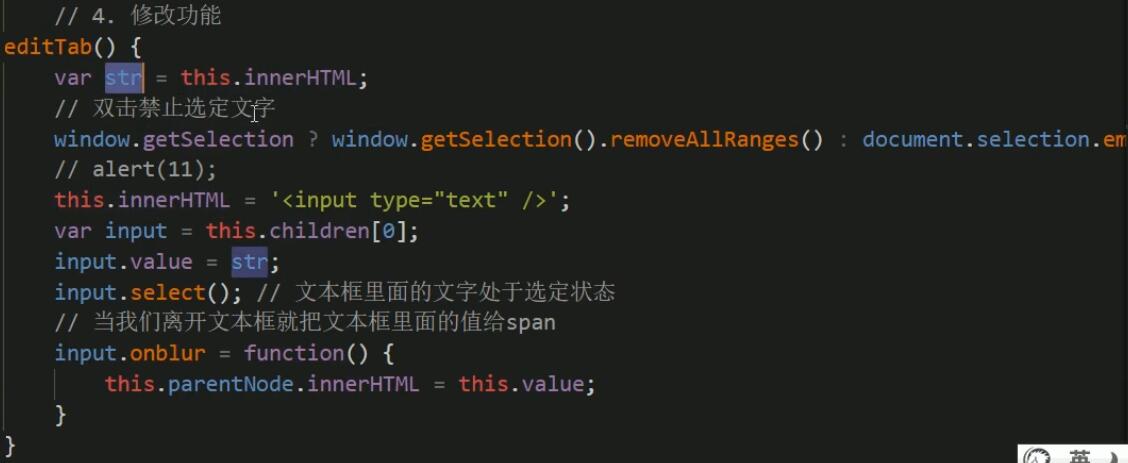 // 4. 修改功能
editTab() {
var str = this.innerHTML;
// 双击禁止选定文字
window.getSelection ? window.getSelection().removeAllRanges() : document.selection.em
// alert(11);
this.innerHTML = '<input type="text" />';
var input = this.children[0];
input.value = str;
input.select(); // 文本框里面的文字处于选定状态
// 当我们离开文本框就把文本框里面的值给span
input.onblur = function() {
this.parentNode.innerHTML = this.value;
}
}
英